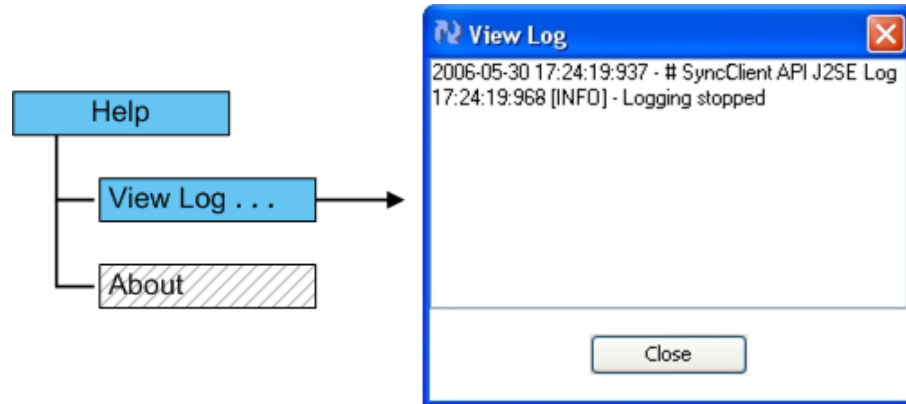 Help
View Log . . .
About
View Log
2006-05-30 17:24:19:937 - # SyncClient API J2SE Log
17:24:19:968 [INFO] - Logging stopped
Close